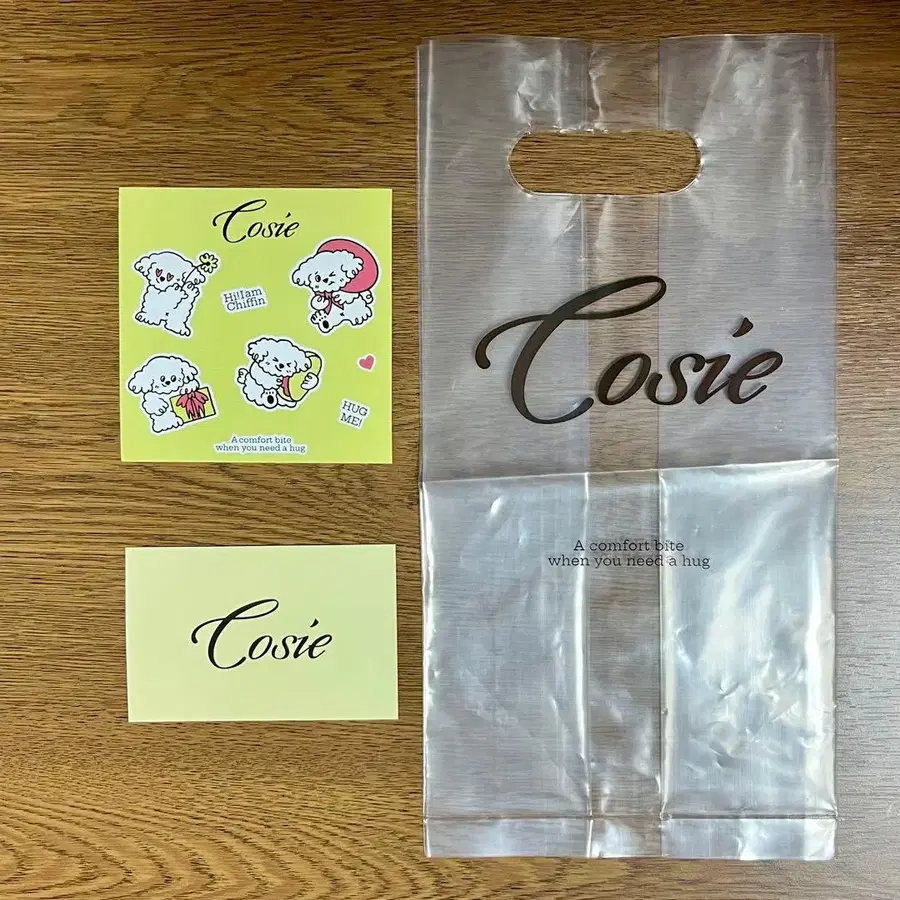 Cosie
Hi! I am
Chiffin
HUG
ME!
A comfort bite
when you need a hug
Cosie
Cosie
A comfort bite
when you need a hug